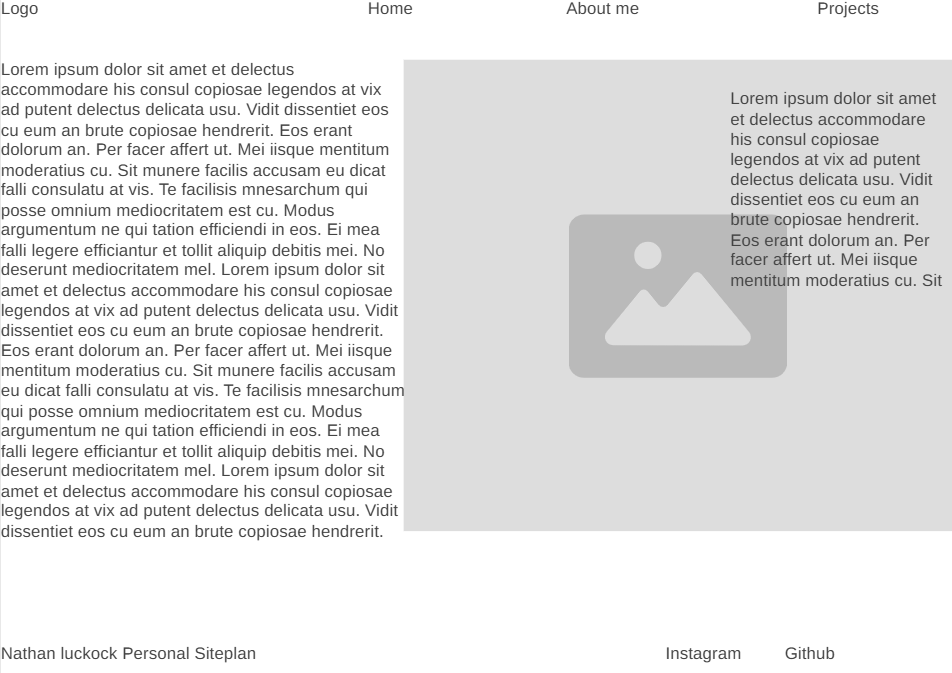 Logo
Home
About me
Projects
Lorem ipsum dolor sit amet et delectus
accommodare his consul copiosae legendos at vix
ad putent delectus delicata usu. Vidit dissentiet eos
cu eum an brute copiosae hendrerit. Eos erant
dolorum an. Per facer affert ut. Mei iisque mentitum
moderatius cu. Sit munere facilis accusam eu dicat
falli consulatu at vis. Te facilisis mnesarchum qui
posse omnium mediocritatem est cu. Modus
argumentum ne qui tation efficiendi in eos. Ei mea
falli legere efficiantur et tollit aliquip debitis mei. No
deserunt mediocritatem mel. Lorem ipsum dolor sit
amet et delectus accommodare his consul copiosae
legendos at vix ad putent delectus delicata usu. Vidit
dissentiet eos cu eum an brute copiosae hendrerit.
Eos erant dolorum an. Per facer affert ut. Mei iisque
mentitum moderatius cu. Sit munere facilis accusam
eu dicat falli consulatu at vis. Te facilisis mnesarchum
qui posse omnium mediocritatem est cu. Modus
argumentum ne qui tation efficiendi in eos. Ei mea
falli legere efficiantur et tollit aliquip debitis mei. No
deserunt mediocritatem mel. Lorem ipsum dolor sit
amet et delectus accommodare his consul copiosae
legendos at vix ad putent delectus delicata usu. Vidit
dissentiet eos cu eum an brute copiosae hendrerit.
Lorem ipsum dolor sit amet
et delectus accommodare
his consul copiosae
legendos at vix ad putent
delectus delicata usu. Vidit
dissentiet eos cu eum an
brute copiosae hendrerit.
Eos erant dolorum an. Per
facer affert ut. Mei iisque
mentitum moderatius cu. Sit
Nathan luckock Personal Siteplan
Instagram
Github